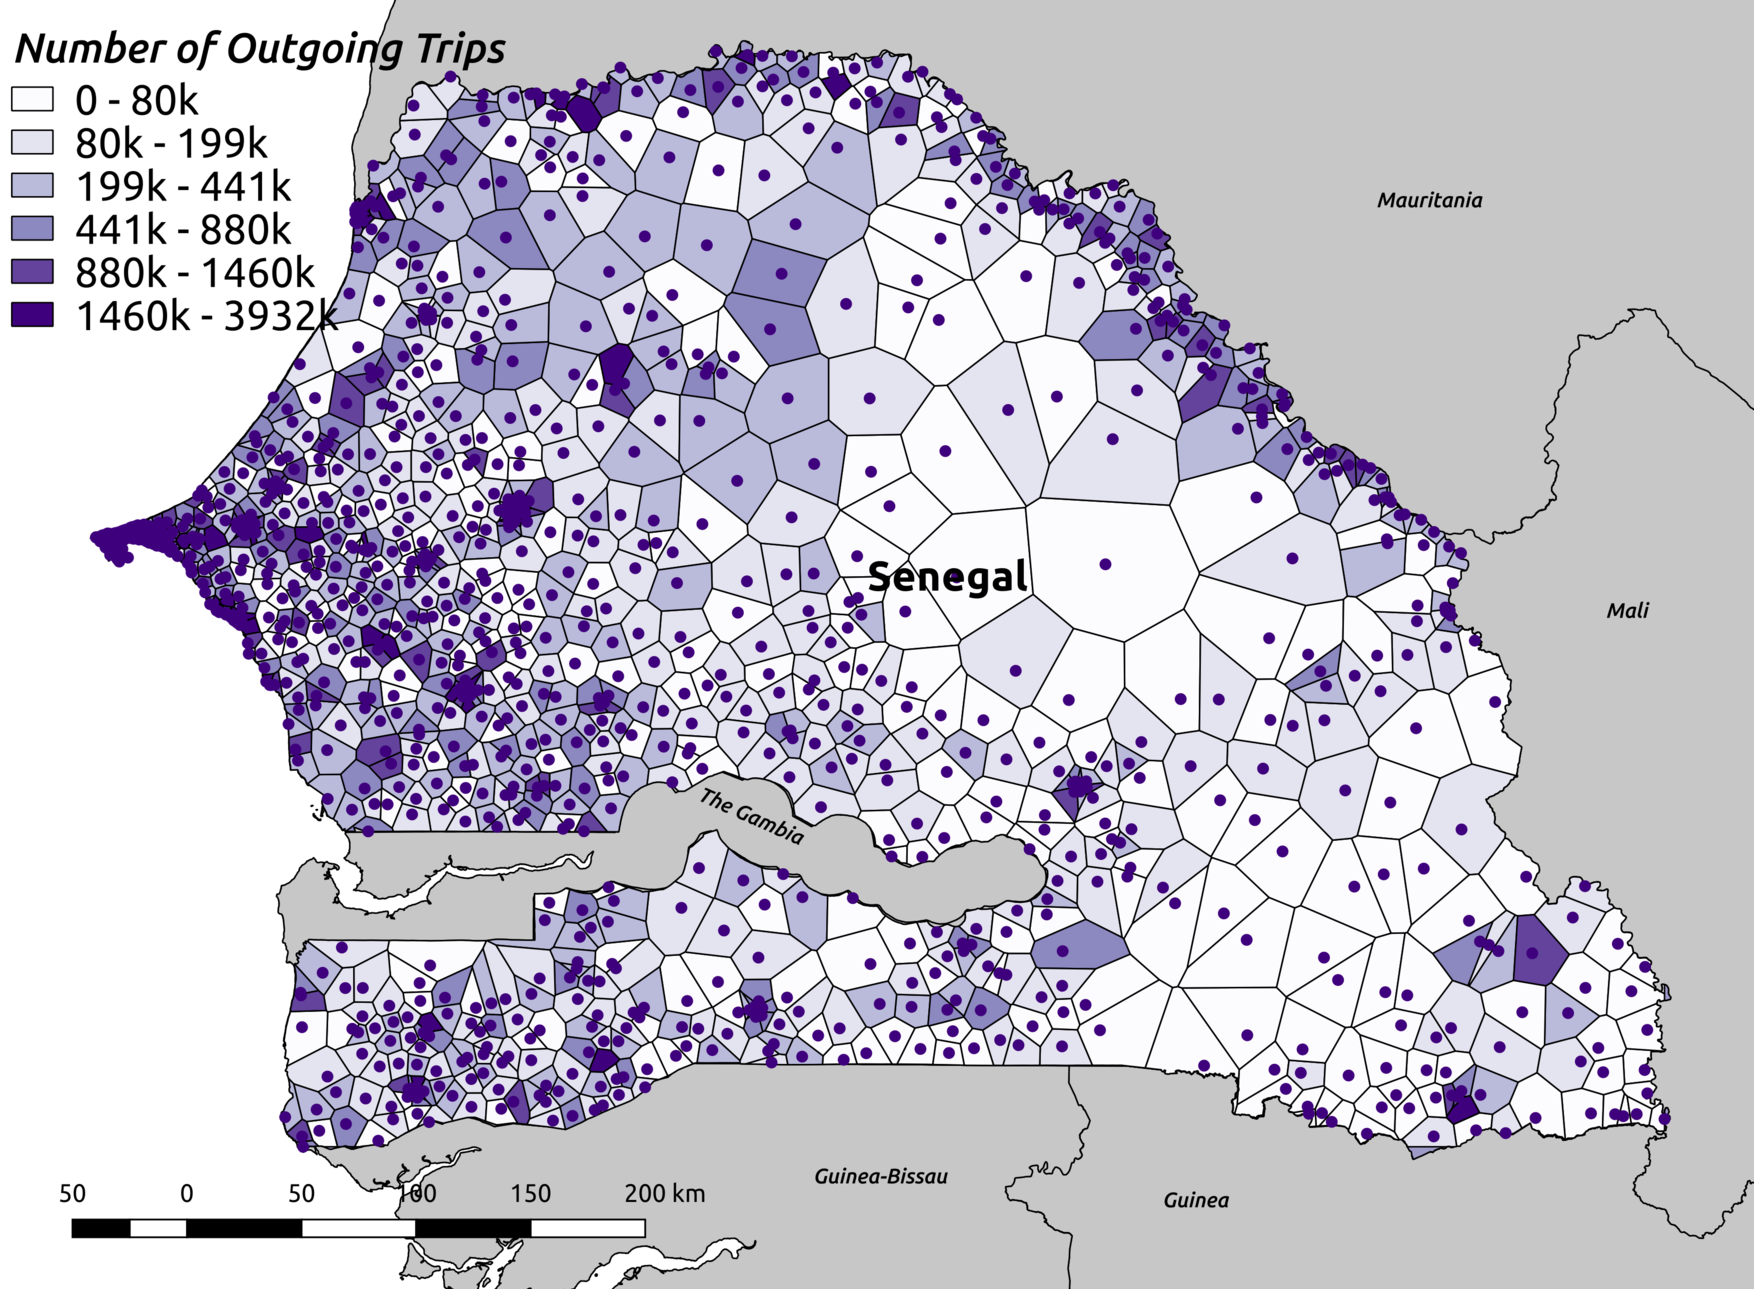 Number of Outgoing Trips
0 - 80k
80k - 199k
199k - 441k
441k - 880k
880k - 1460k
1460k - 3932k
Mauritania
Senegal
Mali
The Gambia
Guinea-Bissau
Guinea
50 0 50 100 150 200 km